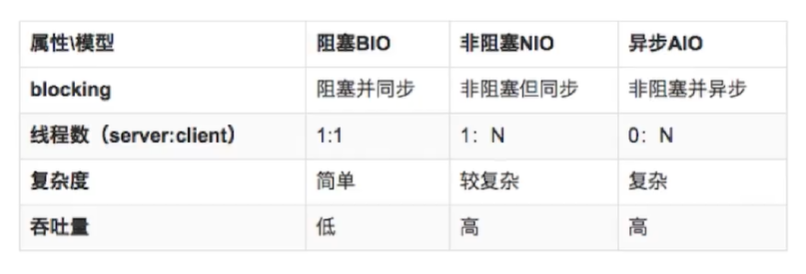 属性\模型 阻塞BIO 非阻塞NIO 异步AIO
blocking 阻塞并同步 非阻塞但同步 非阻塞并异步
线程数（server:client） 1:1 1：N 0：N
复杂度 简单 较复杂 复杂
吞吐量 低 高 高